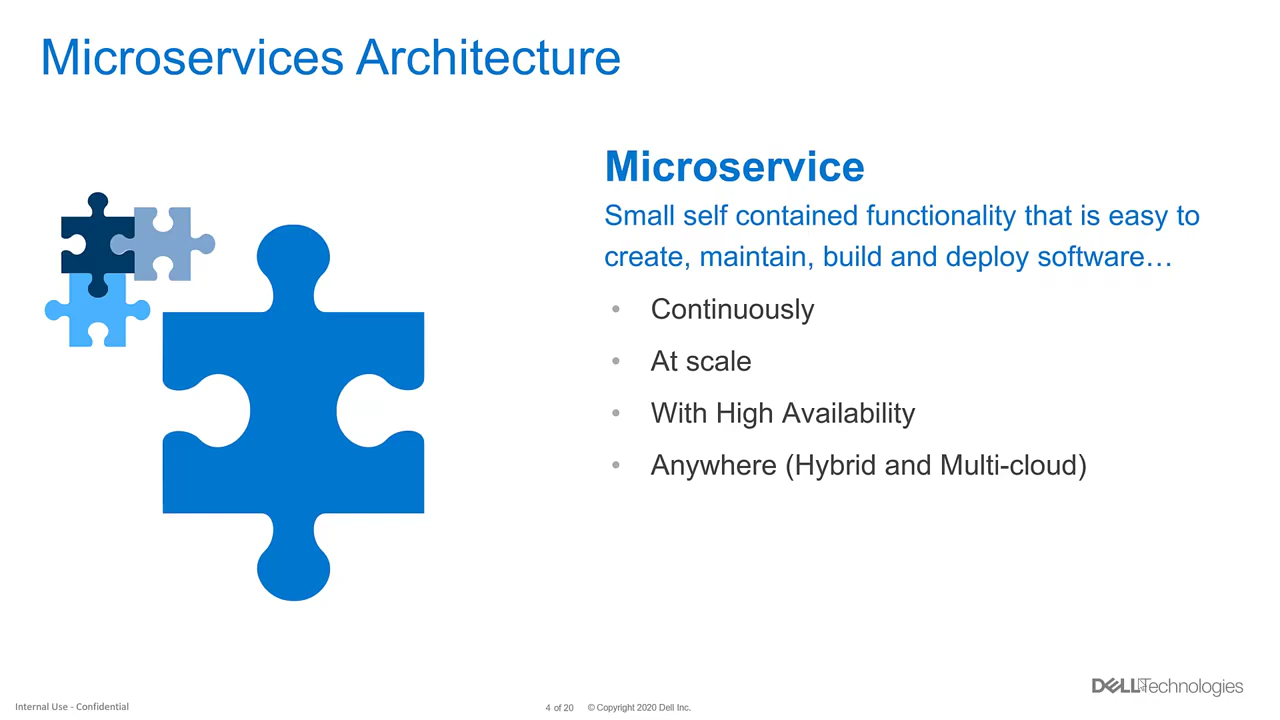 Microservices Architecture
Microservice
Small self contained functionality that is easy to
create, maintain, build and deploy software…
• Continuously
• At scale
• With High Availability
• Anywhere (Hybrid and Multi-cloud)
DELL Technologies
Internal Use - Confidential
4 of 20
© Copyright 2020 Dell Inc.